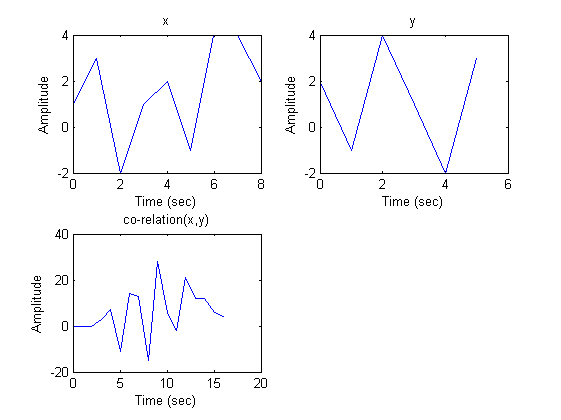 x
Amplitude
4
2
0
-2
0 2 4 6 8
Time (sec)
y
Amplitude
4
2
0
-2
0 2 4 6
Time (sec)
co-relation(x,y)
Amplitude
40
20
0
-20
0 5 10 15 20
Time (sec)